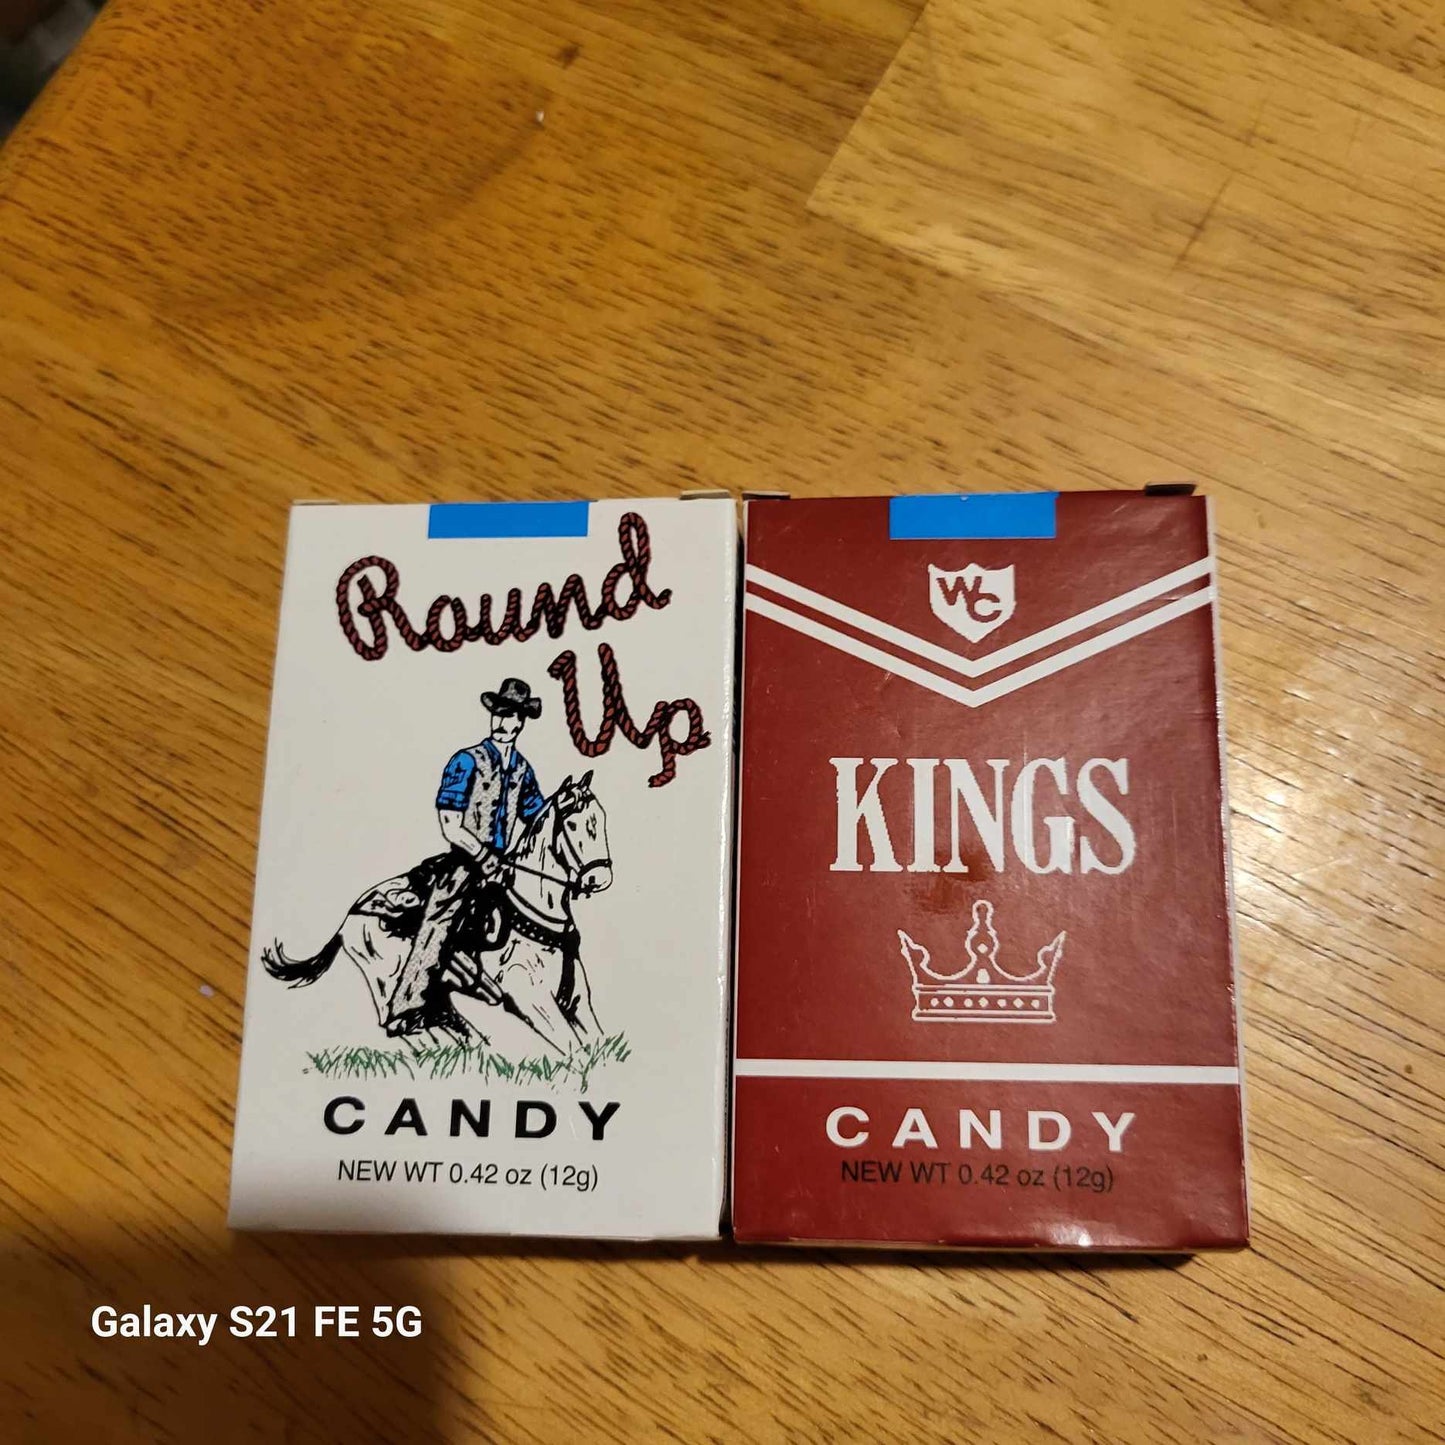 Round
Up
CANDY
NEW WT 0.42 oz (12g)
WC
KINGS
CANDY
NEW WT 0.42 oz (12g)
Galaxy S21 FE 5G